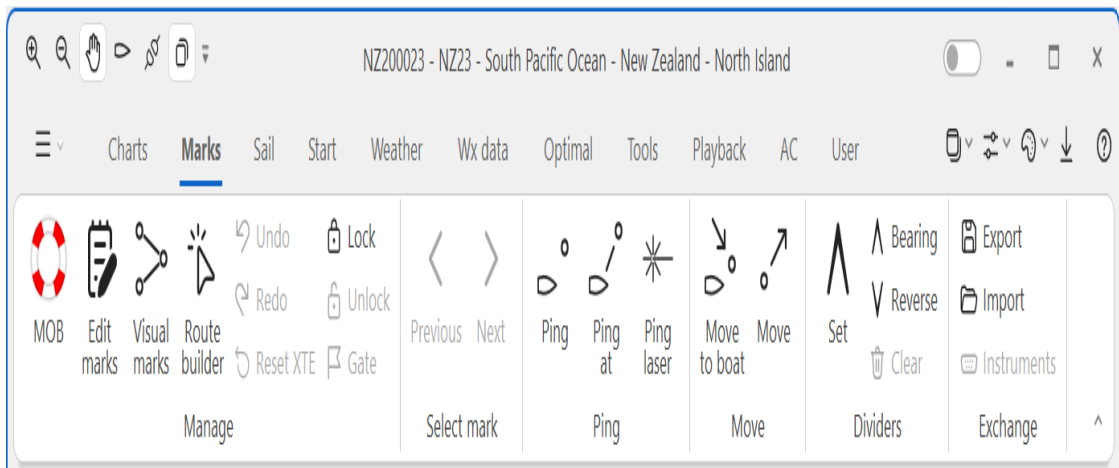 NZ200023 - NZ23 - South Pacific Ocean - New Zealand - North Island
Charts Marks Sail Start Weather Wx data Optimal Tools Playback AC User
MOB
Edit marks
Visual marks
Route builder
Undo
Redo
Reset XTE
Lock
Unlock
Gate
Manage
Previous
Next
Select mark
Ping
Ping at
Ping laser
Ping
Move to boat
Move
Move
Set
Bearing
Reverse
Clear
Dividers
Export
Import
Instruments
Exchange